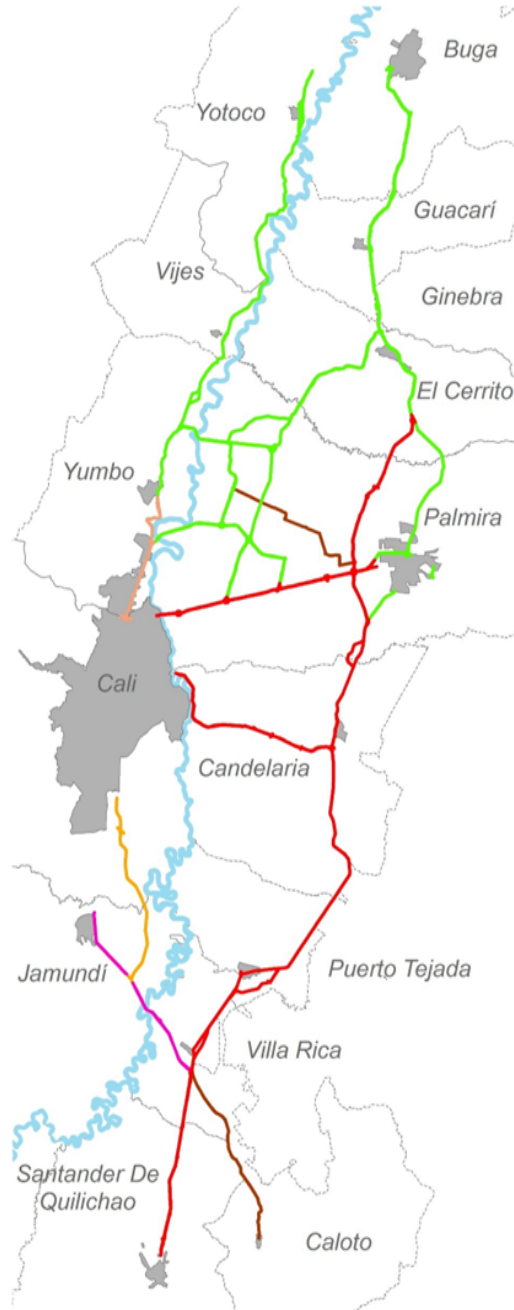 Buga
Yotoco
Guacarí
Vijes
Ginebra
El Cerrito
Yumbo
Palmira
Cali
Candelaria
Jamundí
Puerto Tejada
Villa Rica
Santander De
Quilichao
Caloto